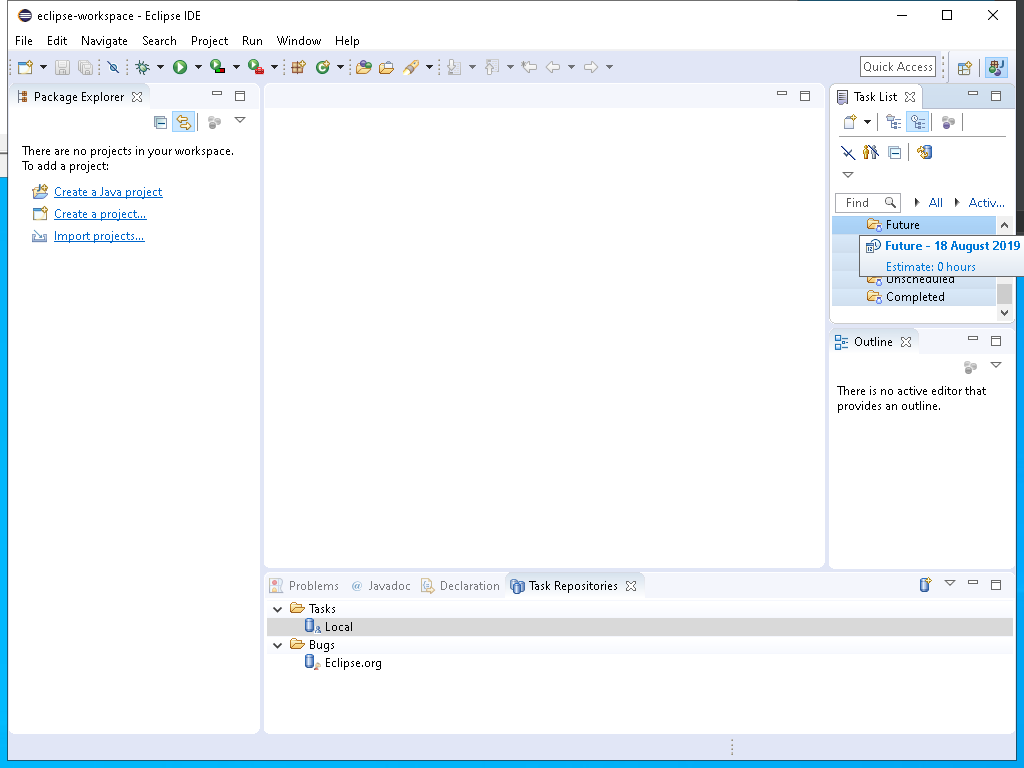 eclipse-workspace - Eclipse IDE
File Edit Navigate Search Project Run Window Help
Quick Access
Package Explorer
There are no projects in your workspace.
To add a project:
Create a Java project
Create a project...
Import projects...
Task List
Find All Activ...
Future
Future - 18 August 2019
Estimate: 0 hours
Unscheduled
Completed
Outline
There is no active editor that
provides an outline.
Problems @ Javadoc Declaration Task Repositories
Tasks
Local
Bugs
Eclipse.org